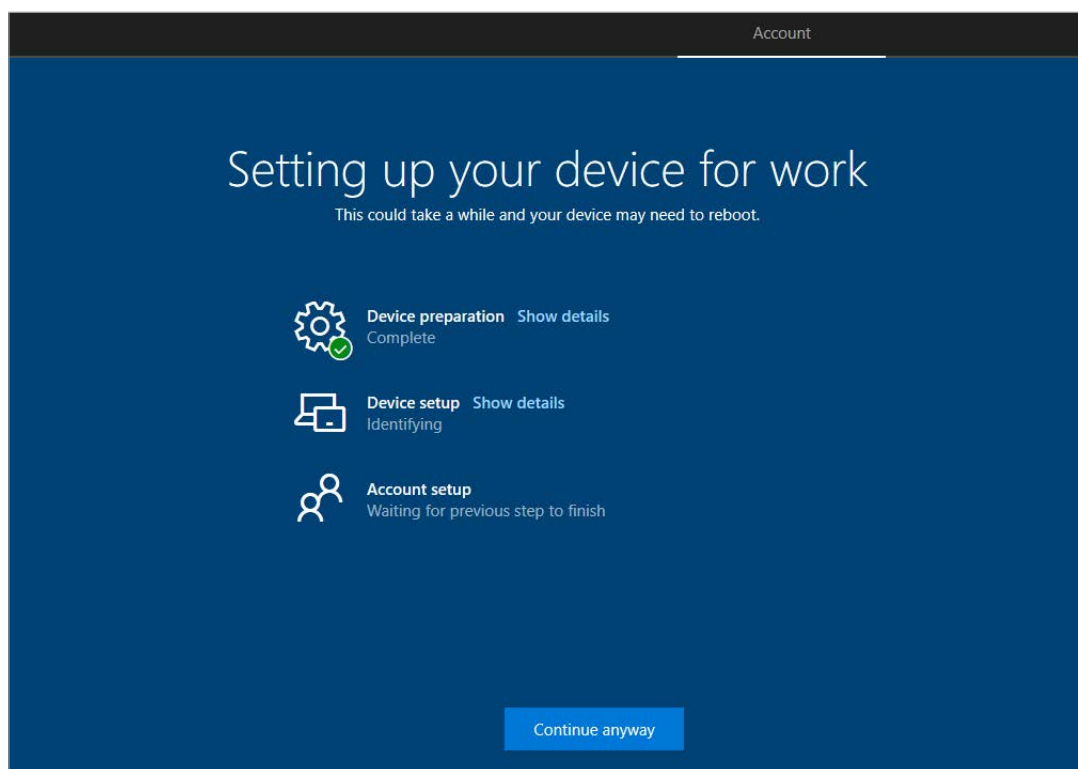 Account
Setting up your device for work
This could take a while and your device may need to reboot.
Device preparation Show details
Complete
Device setup Show details
Identifying
Account setup
Waiting for previous step to finish
Continue anyway